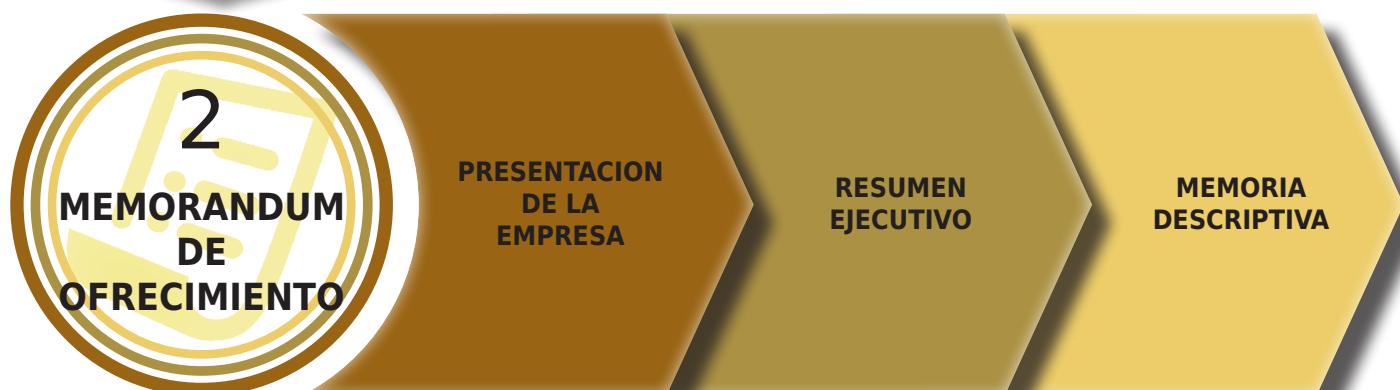 2
MEMORANDUM
DE
OFRECIMIENTO
PRESENTACION
DE LA
EMPRESA
RESUMEN
EJECUTIVO
MEMORIA
DESCRIPTIVA